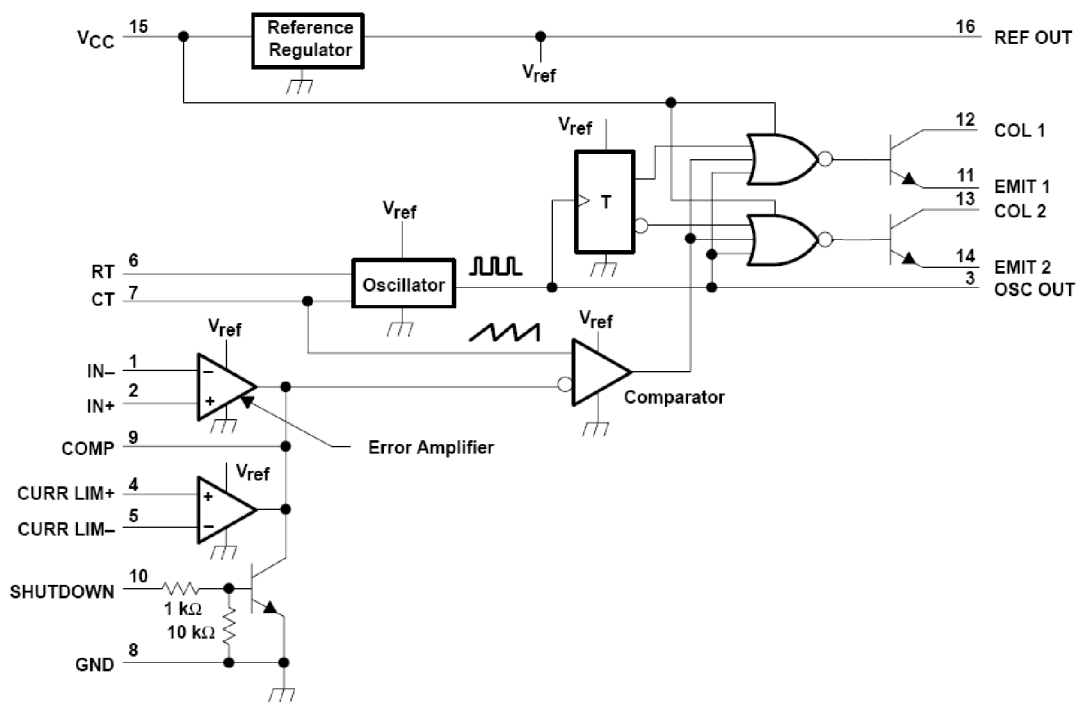 VCC 15
Reference
Regulator
16 REF OUT
Vref
12 COL 1
Vref
T
11 EMIT 1
13 COL 2
Vref
RT 6
Oscillator
14 EMIT 2
CT 7
3 OSC OUT
Vref
Vref
IN– 1
Comparator
IN+ 2
COMP 9
Error Amplifier
Vref
CURR LIM+ 4
+
–
–
+
CURR LIM– 5
SHUTDOWN 10
1 kΩ
10 kΩ
GND 8